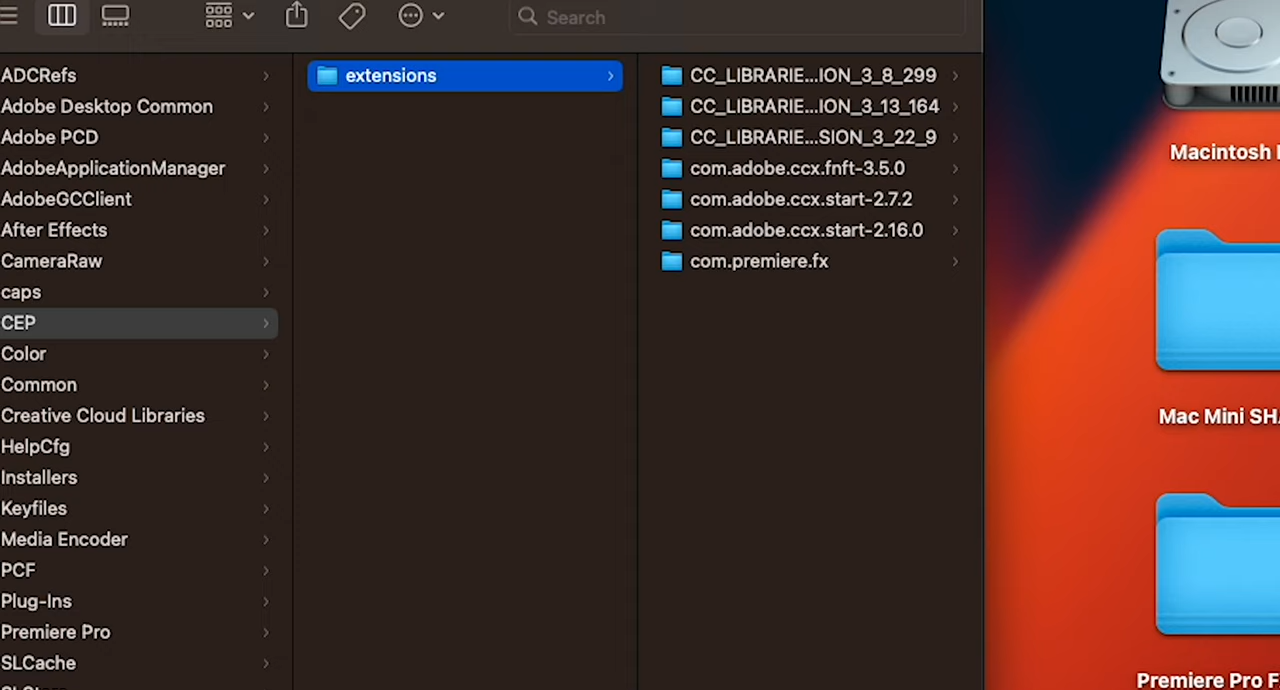 Search
ADCRefs
Adobe Desktop Common
Adobe PCD
AdobeApplicationManager
AdobeGCClient
After Effects
CameraRaw
caps
CEP
Color
Common
Creative Cloud Libraries
HelpCfg
Installers
Keyfiles
Media Encoder
PCF
Plug-Ins
Premiere Pro
SLCache
extensions
CC_LIBRARIE...ION_3_8_299
CC_LIBRARIE...ION_3_13_164
CC_LIBRARIE...SION_3_22_9
com.adobe.ccx.fnft-3.5.0
com.adobe.ccx.start-2.7.2
com.adobe.ccx.start-2.16.0
com.premiere.fx
Macintosh
Mac Mini SH
Premiere Pro F